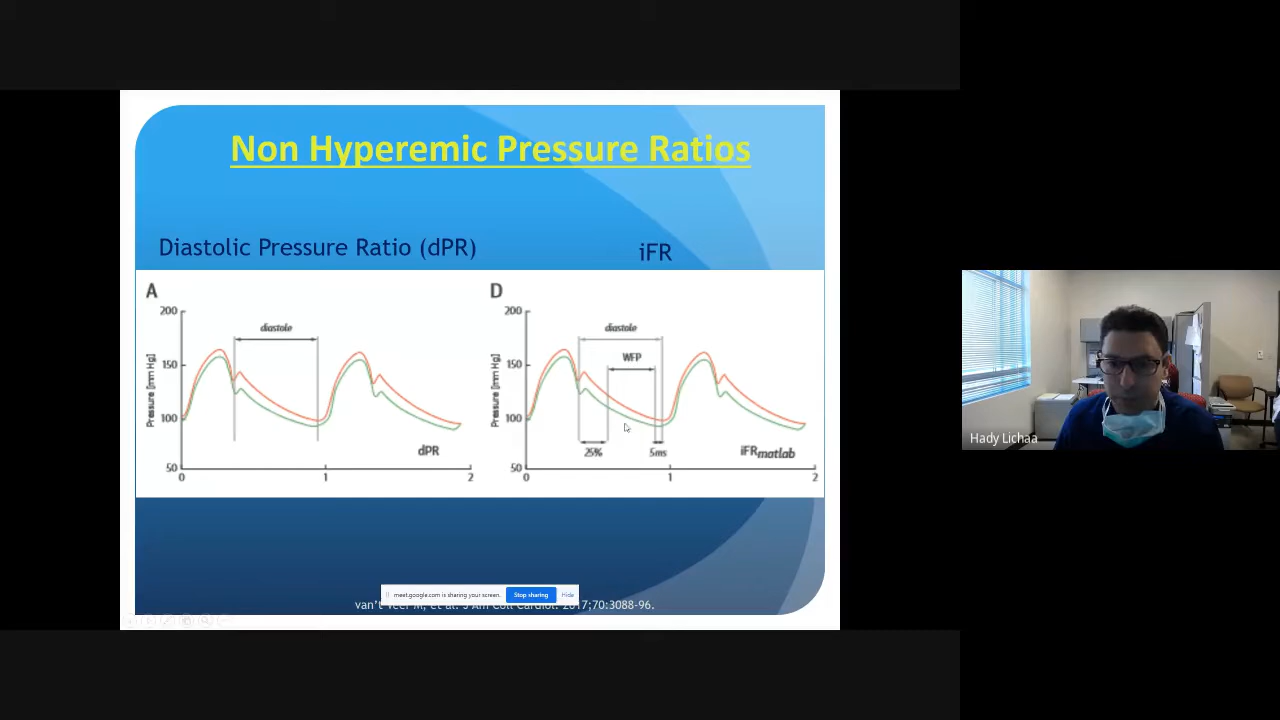 Non Hyperemic Pressure Ratios
Diastolic Pressure Ratio (dPR)
iFR
A
200
150
100
50
Pressure [mm Hg]
diastole
dPR
0
1
2
D
200
150
100
50
Pressure [mm Hg]
diastole
WFP
25%
5ms
iFRmatlab
0
1
2
meet.google.com is sharing your screen.
Stop sharing
Hide
van't Veer M, et al. J Am Coll Cardiol. 2017;70:3088-96.
Hady Lichaa